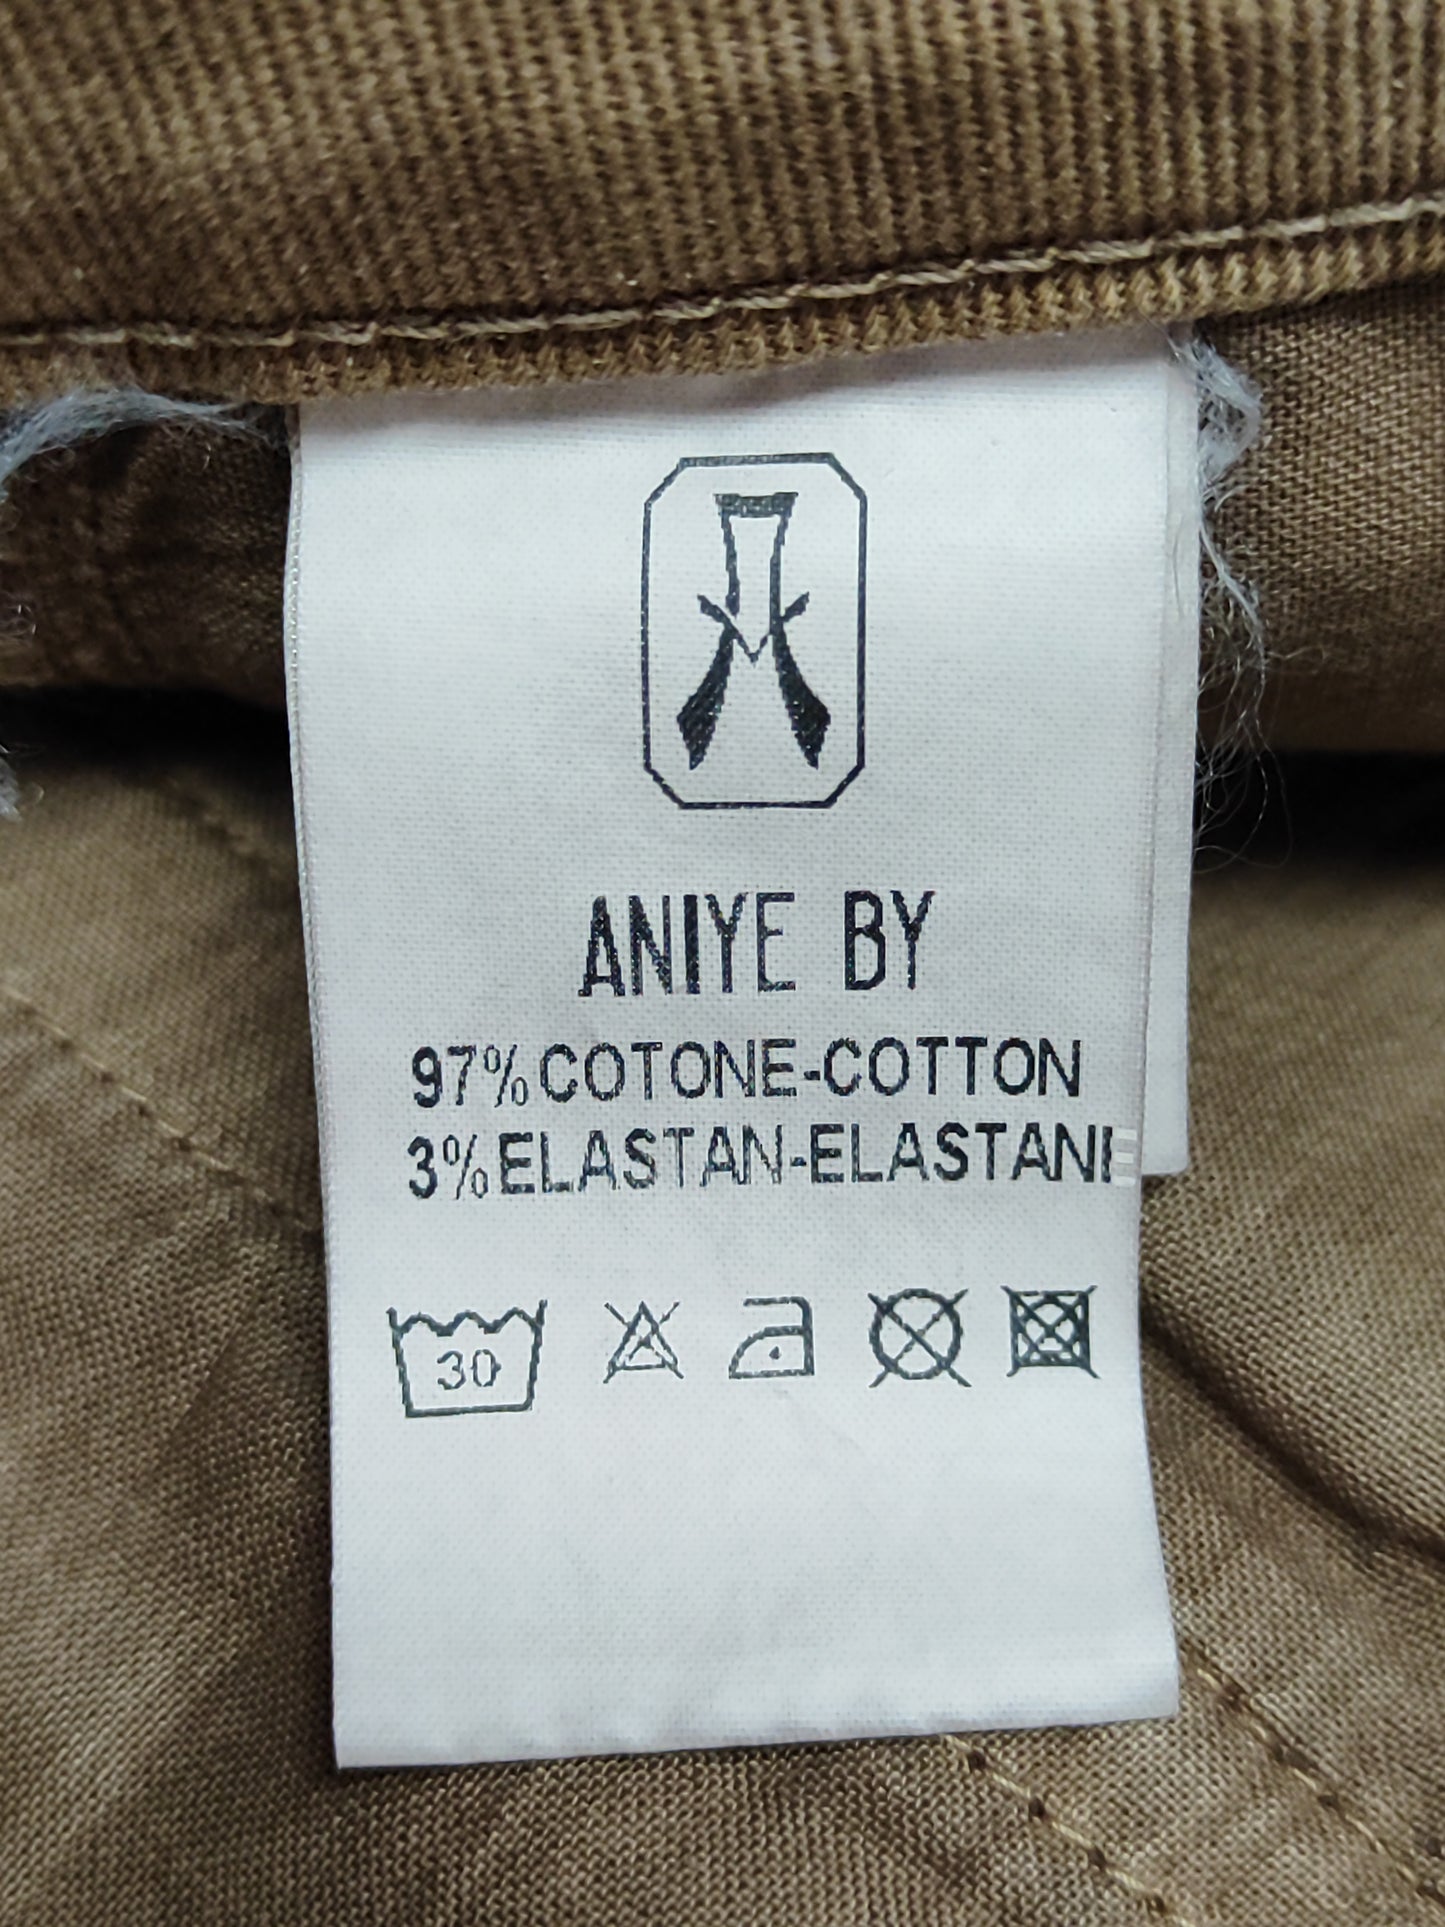 ANIYE BY
97% COTONE-COTTON
3% ELASTAN-ELASTANE
30